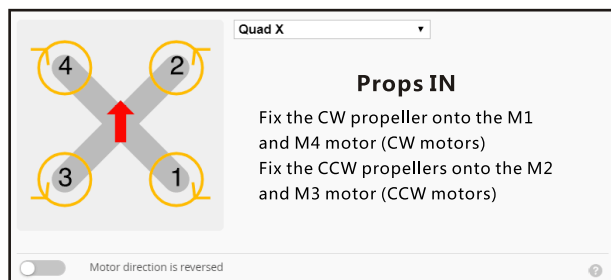 Quad X
4
2
3
1
Props IN
Fix the CW propeller onto the M1
and M4 motor (CW motors)
Fix the CCW propellers onto the M2
and M3 motor (CCW motors)
Motor direction is reversed
?